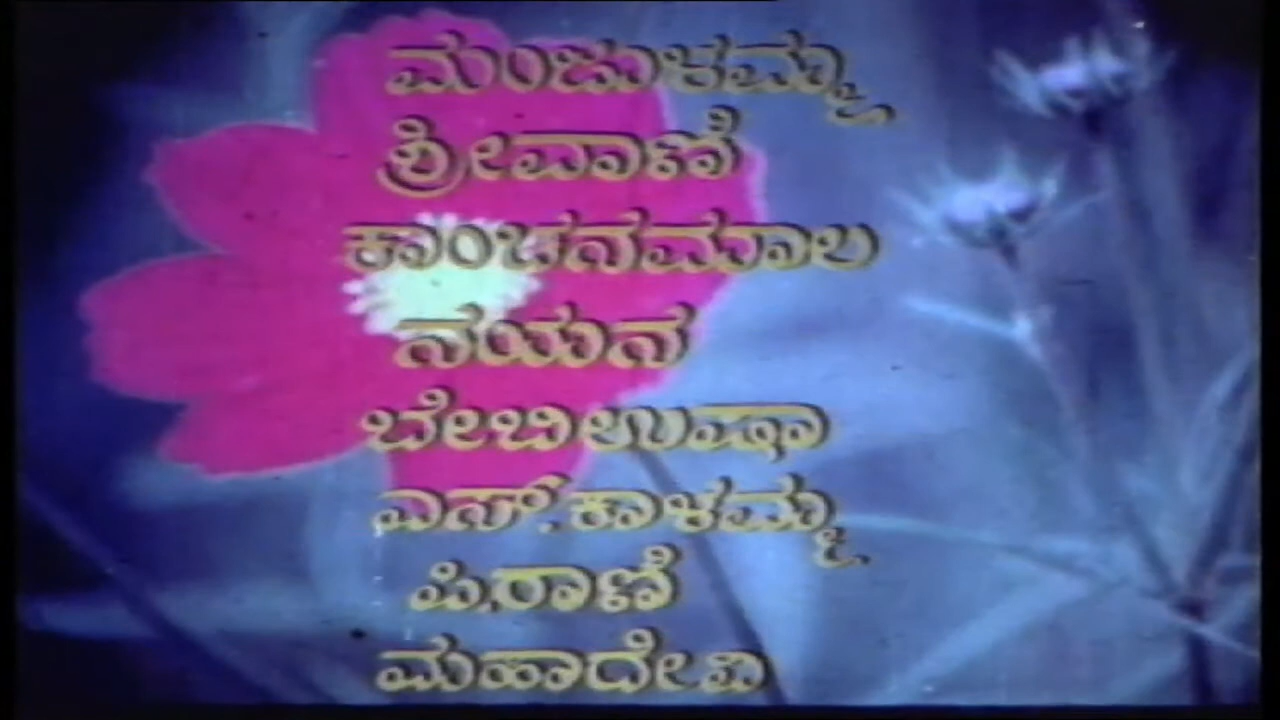 ಮಂಜುಳಮ್ಮ
ಶ್ರೀವಾಣಿ
ಕಾಂಚನಮಾಲ
ನಯನ
ಬೇಬಿಉಷಾ
ಎಸ್.ಕಾಳಮ್ಮ
ಪಿ.ರಾಣಿ
ಮಹಾದೇವಿ